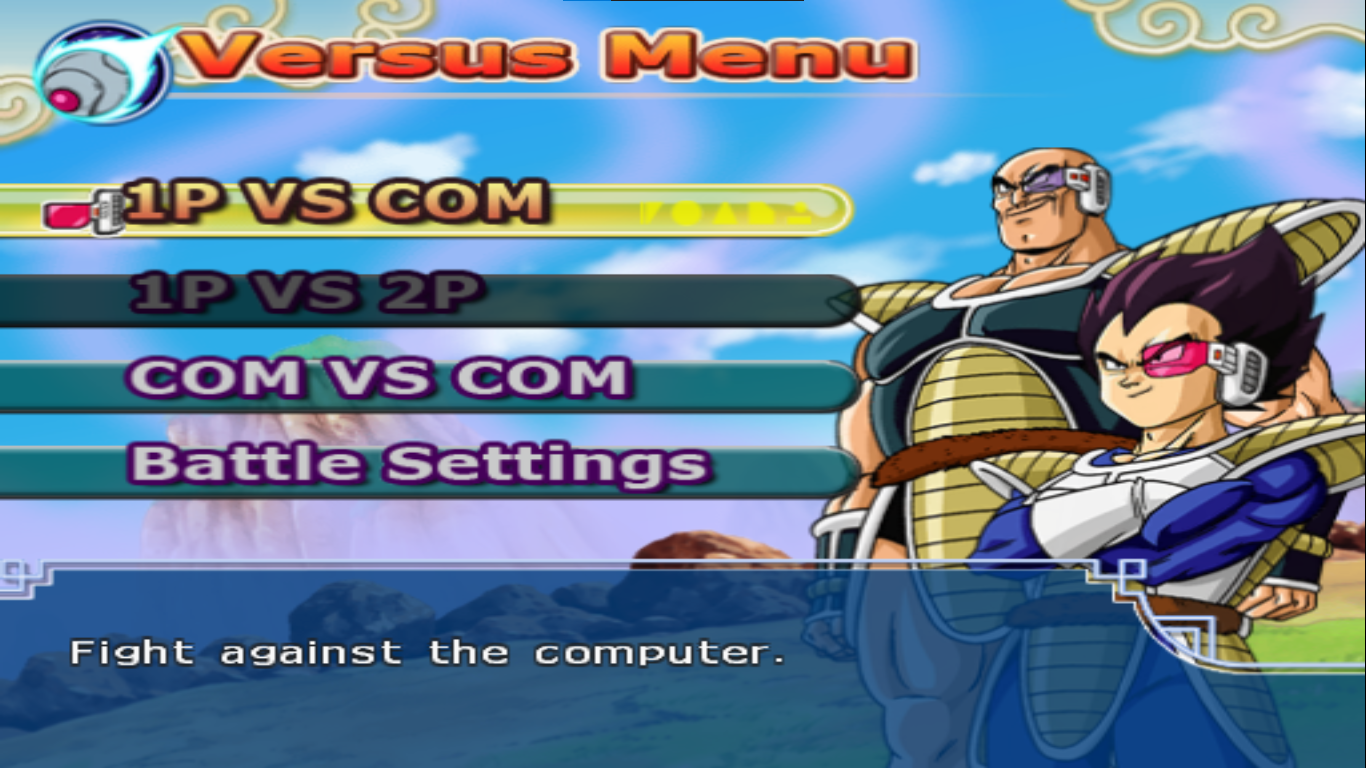 Versus Menu
1P VS COM
1P VS 2P
COM VS COM
Battle Settings
Fight against the computer.